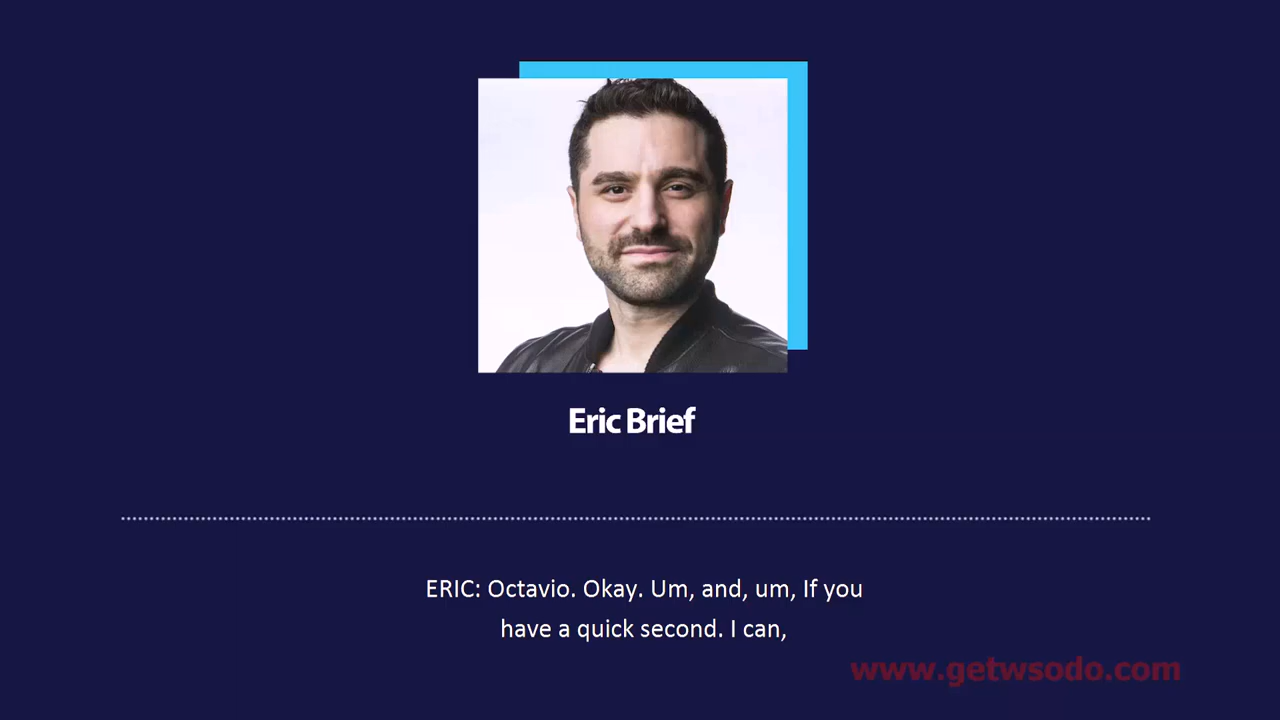 Eric Brief
ERIC: Octavio. Okay. Um, and, um, If you
have a quick second. I can,
www.getwsodo.com